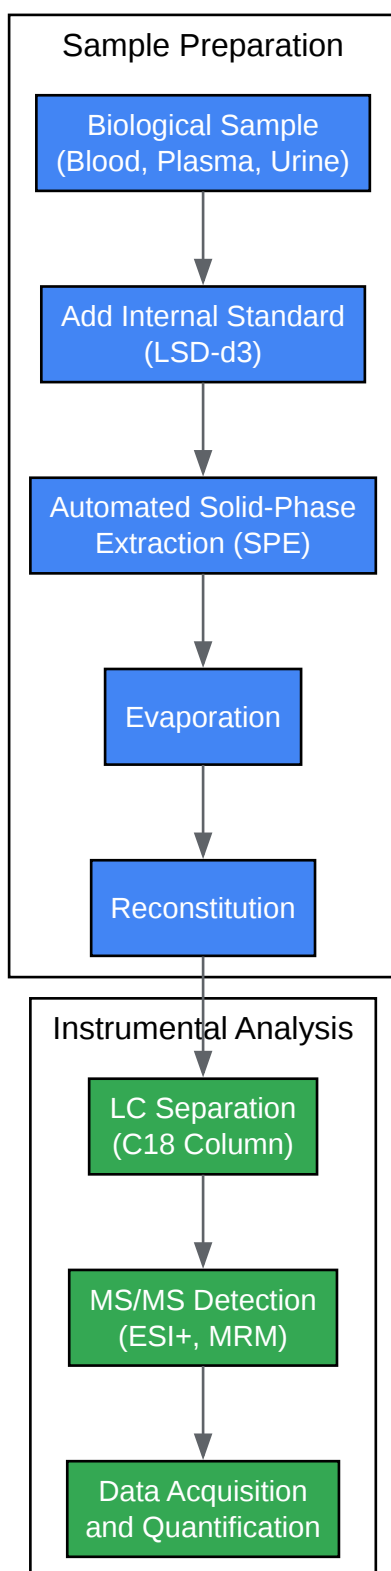 Sample Preparation
Biological Sample
(Blood, Plasma, Urine)
Add Internal Standard
(LSD-d3)
Automated Solid-Phase
Extraction (SPE)
Evaporation
Reconstitution
Instrumental Analysis
LC Separation
(C18 Column)
MS/MS Detection
(ESI+, MRM)
Data Acquisition
and Quantification